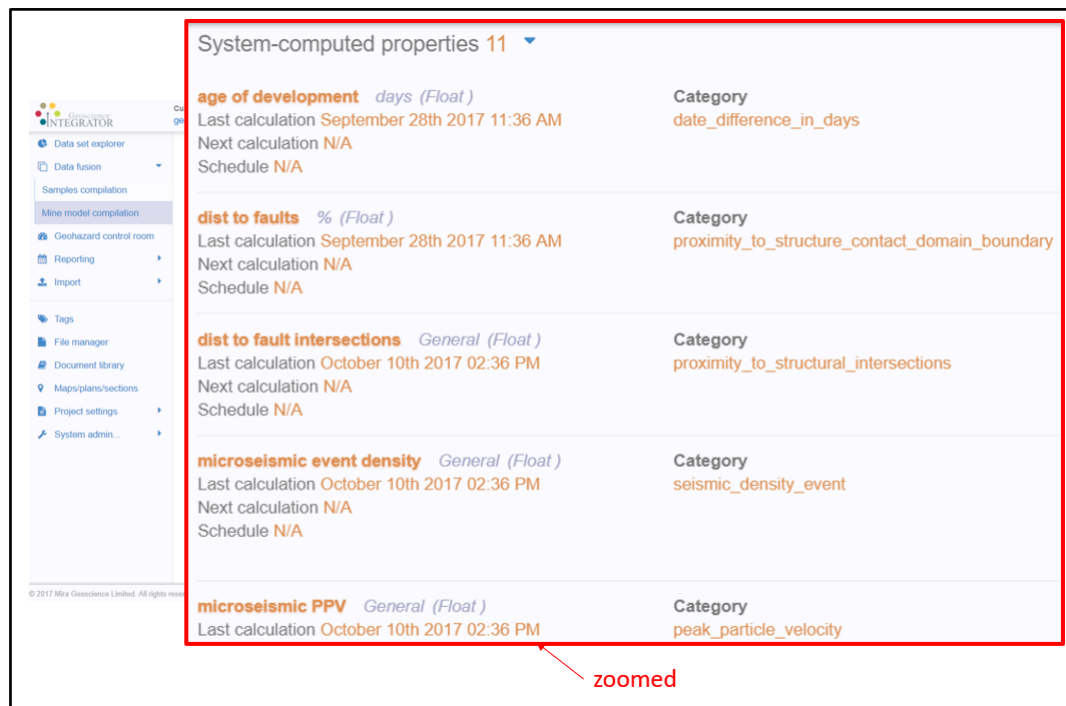 Geoscience
INTEGRATOR
Cu
ge
Data set explorer
Data fusion
Samples compilation
Mine model compilation
Geohazard control room
Reporting
Import
Tags
File manager
Document library
Maps/plans/sections
Project settings
System admin...
© 2017 Mira Geoscience Limited. All rights rese
System-computed properties 11
age of development days (Float )
Category
Last calculation September 28th 2017 11:36 AM
date_difference_in_days
Next calculation N/A
Schedule N/A
dist to faults % (Float )
Category
Last calculation September 28th 2017 11:36 AM
proximity_to_structure_contact_domain_boundary
Next calculation N/A
Schedule N/A
dist to fault intersections General (Float )
Category
Last calculation October 10th 2017 02:36 PM
proximity_to_structural_intersections
Next calculation N/A
Schedule N/A
microseismic event density General (Float )
Category
Last calculation October 10th 2017 02:36 PM
seismic_density_event
Next calculation N/A
Schedule N/A
microseismic PPV General (Float )
Category
Last calculation October 10th 2017 02:36 PM
peak_particle_velocity
zoomed